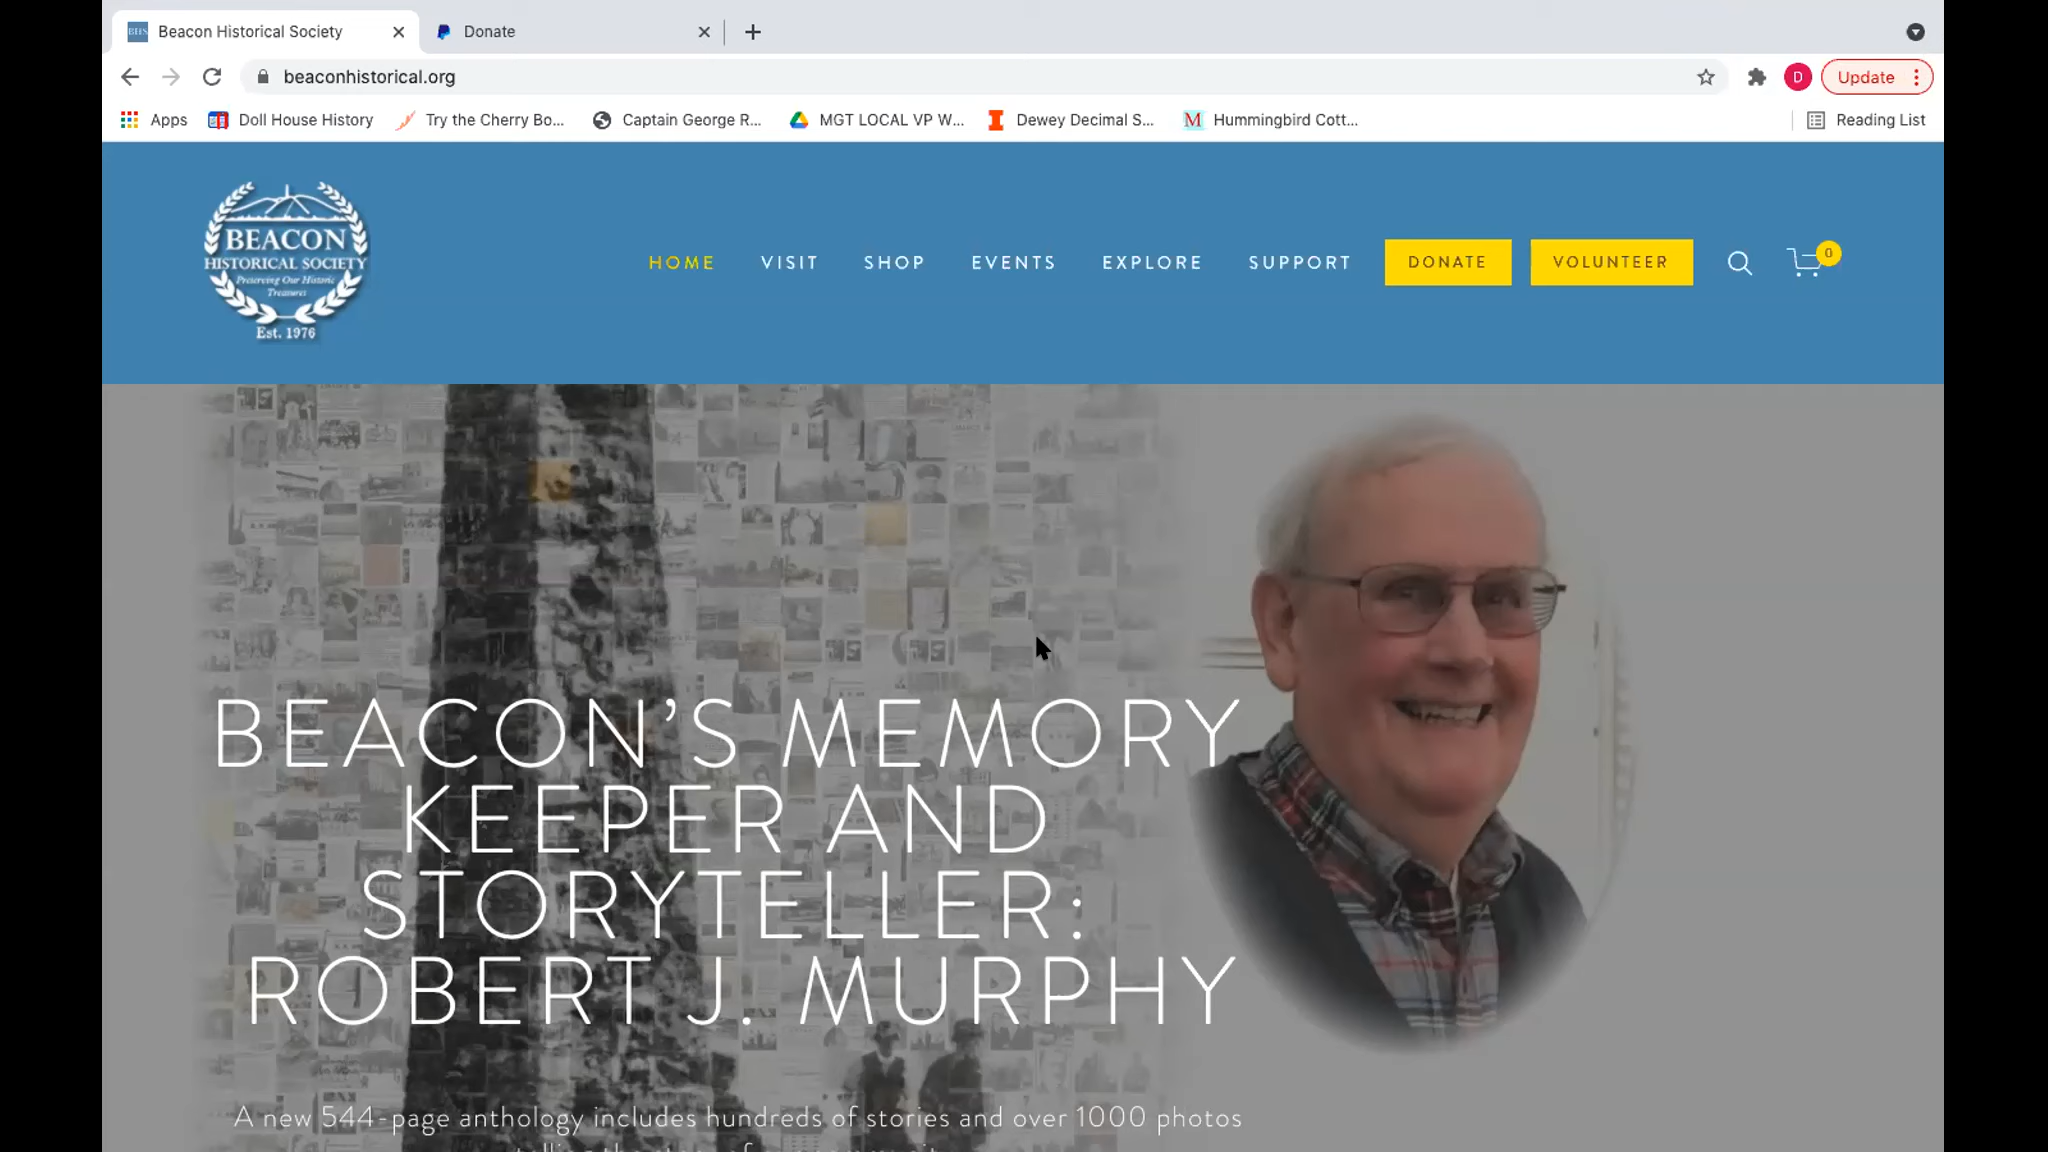 BHS Beacon Historical Society
Donate
beaconhistorical.org
D
Update
Apps
Doll House History
Try the Cherry Bo...
Captain George R...
MGT LOCAL VP W...
Dewey Decimal S...
M Hummingbird Cott...
Reading List
BEACON
HISTORICAL SOCIETY
Preserving Our Historic
Treasures
Est. 1976
HOME
VISIT
SHOP
EVENTS
EXPLORE
SUPPORT
DONATE
VOLUNTEER
0
BEACON'S MEMORY
KEEPER AND
STORYTELLER:
ROBERT J. MURPHY
A new 544-page anthology includes hundreds of stories and over 1000 photos